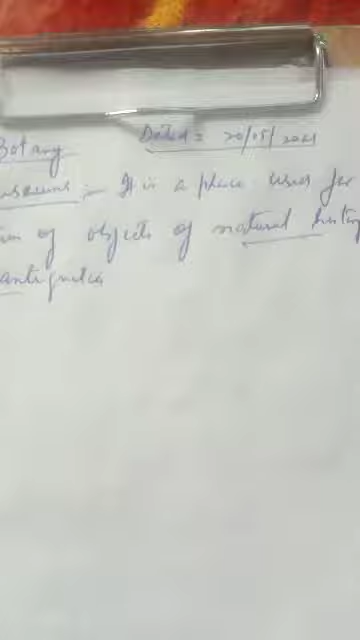 Botany Dated = 20/05/2021
It is a place used for
of objects of natural history
antiquities